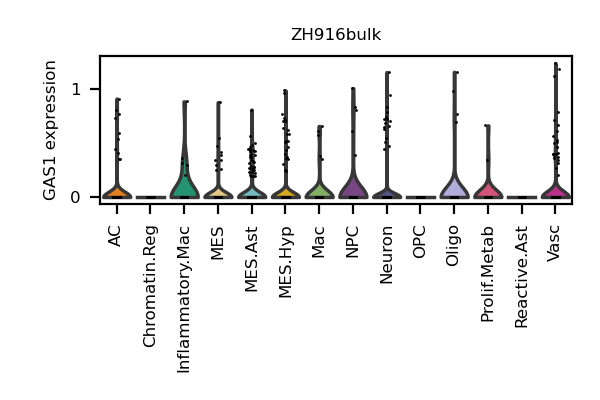 ZH916bulk
GAS1 expression
1
0
AC
Chromatin.Reg
Inflammatory.Mac
MES
MES.Ast
MES.Hyp
Mac
NPC
Neuron
OPC
Oligo
Prolif.Metab
Reactive.Ast
Vasc